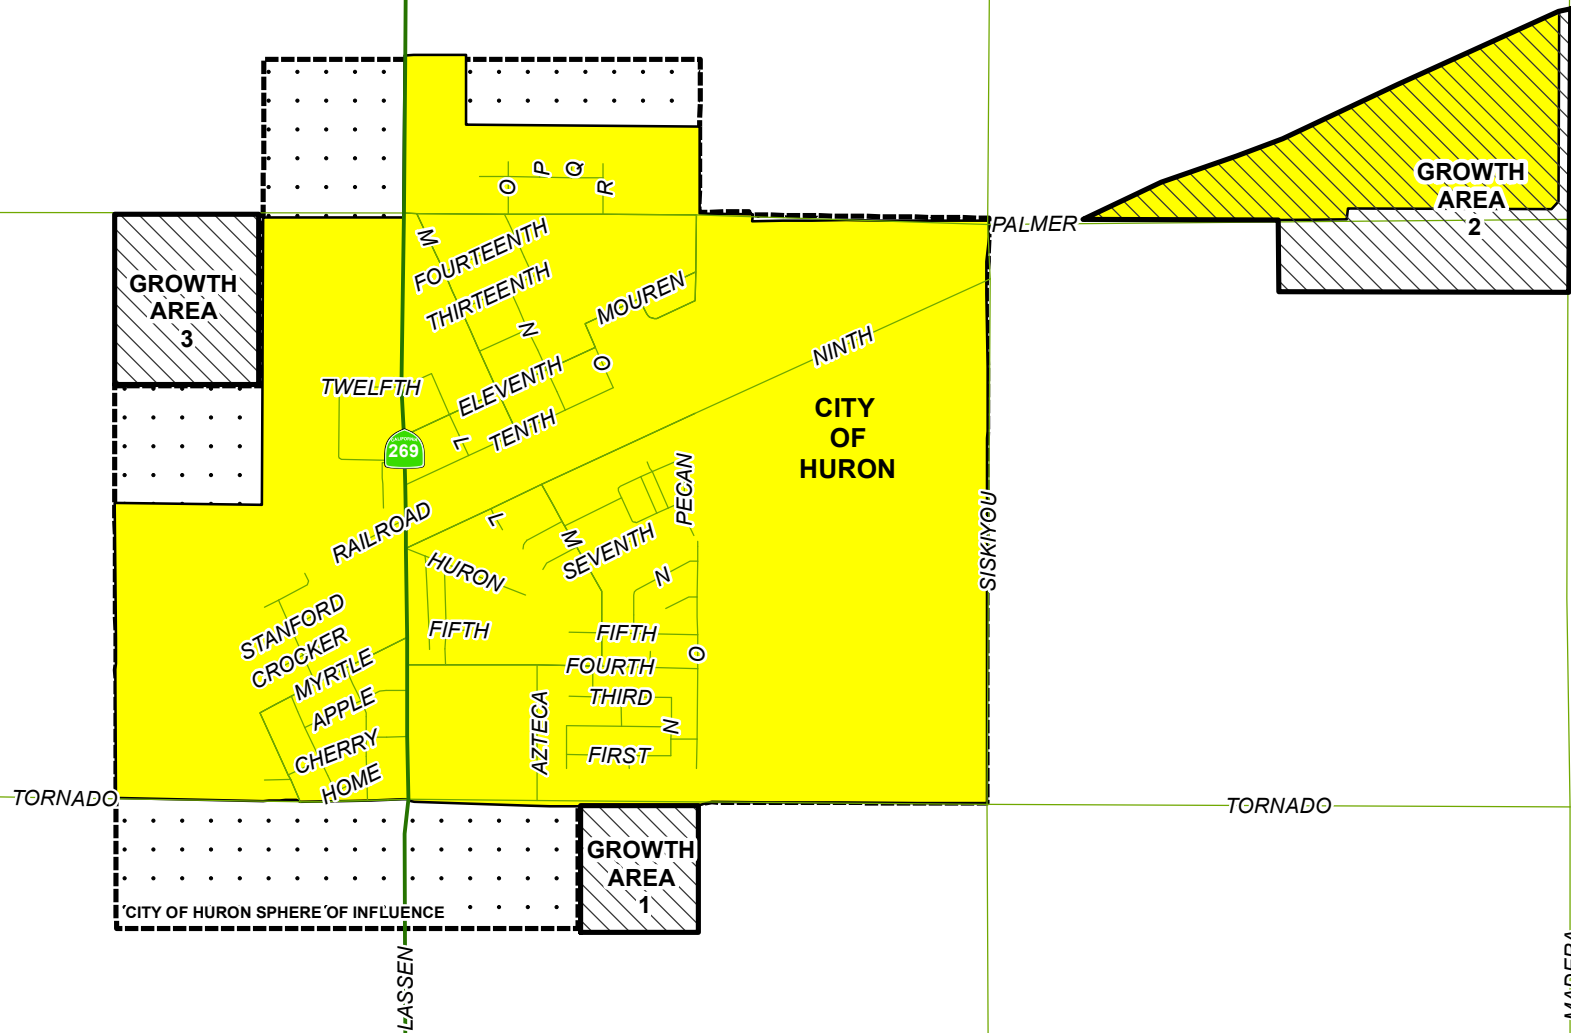 GROWTH
AREA
2
PALMER
O
P
Q
R
M
FOURTEENTH
THIRTEENTH
N
MOUREN
O
NINTH
GROWTH
AREA
3
TWELFTH
ELEVENTH
L
TENTH
CALIFORNIA
269
CITY
OF
HURON
RAILROAD
L
M
SEVENTH
PECAN
SISKIYOU
HURON
N
STANFORD
CROCKER
MYRTLE
APPLE
CHERRY
HOME
FIFTH
FIFTH
FOURTH
O
THIRD
N
FIRST
AZTECA
TORNADO
TORNADO
GROWTH
AREA
1
CITY OF HURON SPHERE OF INFLUENCE
LASSEN
MADERA